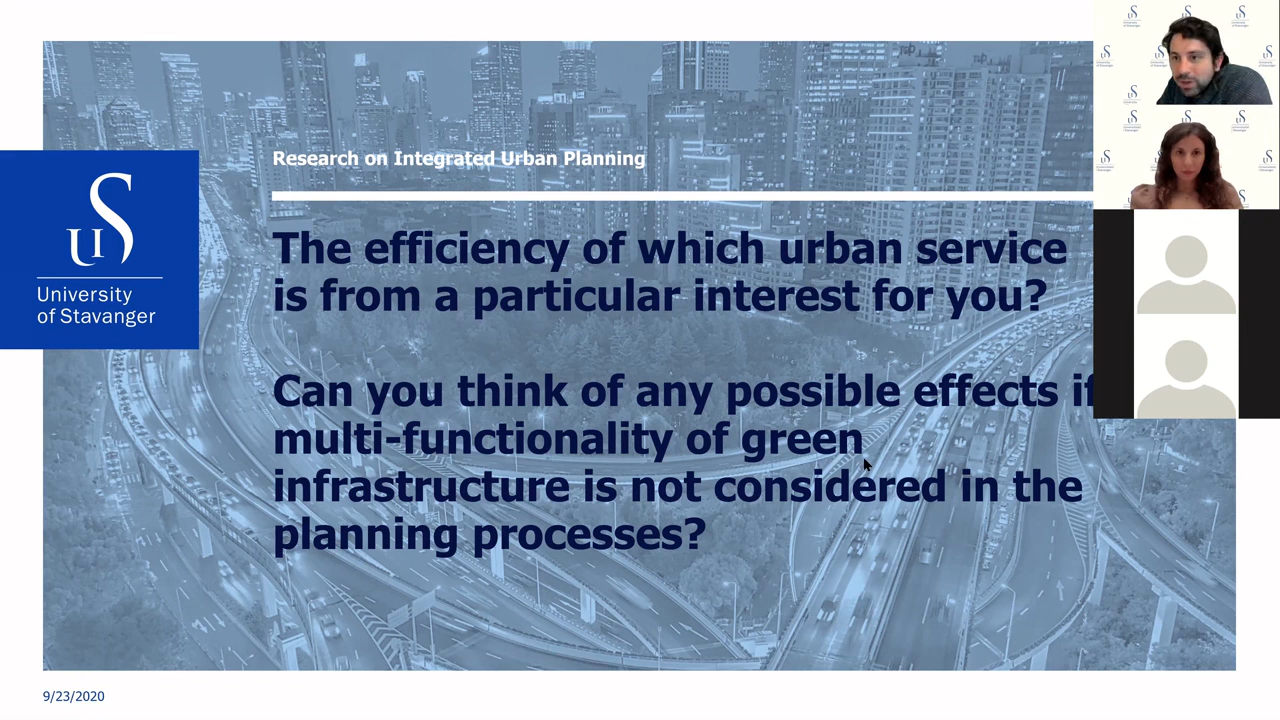 Research on Integrated Urban Planning
The efficiency of which urban service
is from a particular interest for you?
Can you think of any possible effects if
multi-functionality of green
infrastructure is not considered in the
planning processes?
US
University
of Stavanger
9/23/2020